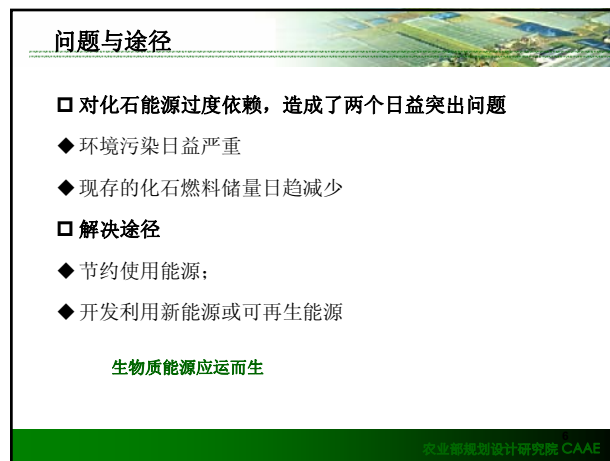 问题与途径
对化石能源过度依赖，造成了两个日益突出问题
◆环境污染日益严重
◆现存的化石燃料储量日趋减少
解决途径
◆节约使用能源；
◆开发利用新能源或可再生能源
生物质能源应运而生
农业部规划设计研究院 CAAE